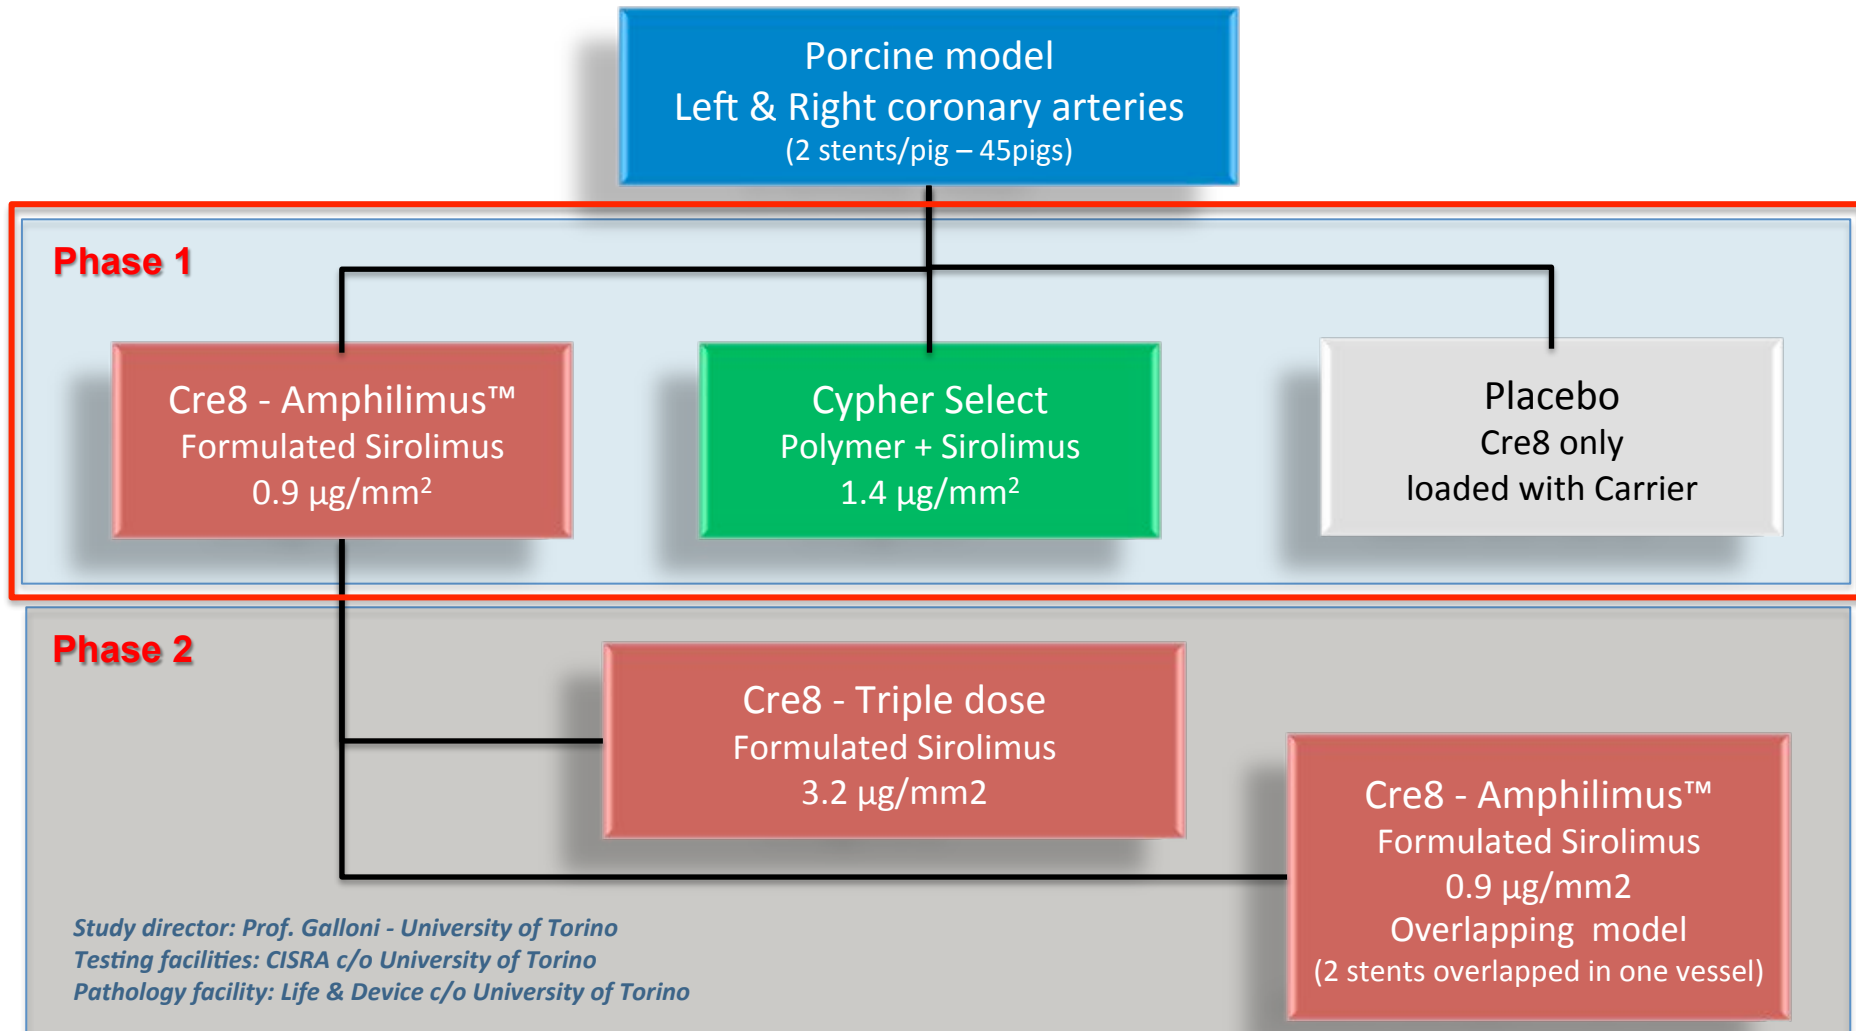 Porcine model
Left & Right coronary arteries
(2 stents/pig – 45pigs)
Phase 1
Cre8 - Amphilimus™
Formulated Sirolimus
0.9 µg/mm²
Cypher Select
Polymer + Sirolimus
1.4 µg/mm²
Placebo
Cre8 only
loaded with Carrier
Phase 2
Cre8 - Triple dose
Formulated Sirolimus
3.2 µg/mm2
Cre8 - Amphilimus™
Formulated Sirolimus
0.9 µg/mm2
Overlapping model
(2 stents overlapped in one vessel)
Study director: Prof. Galloni - University of Torino
Testing facilities: CISRA c/o University of Torino
Pathology facility: Life & Device c/o University of Torino